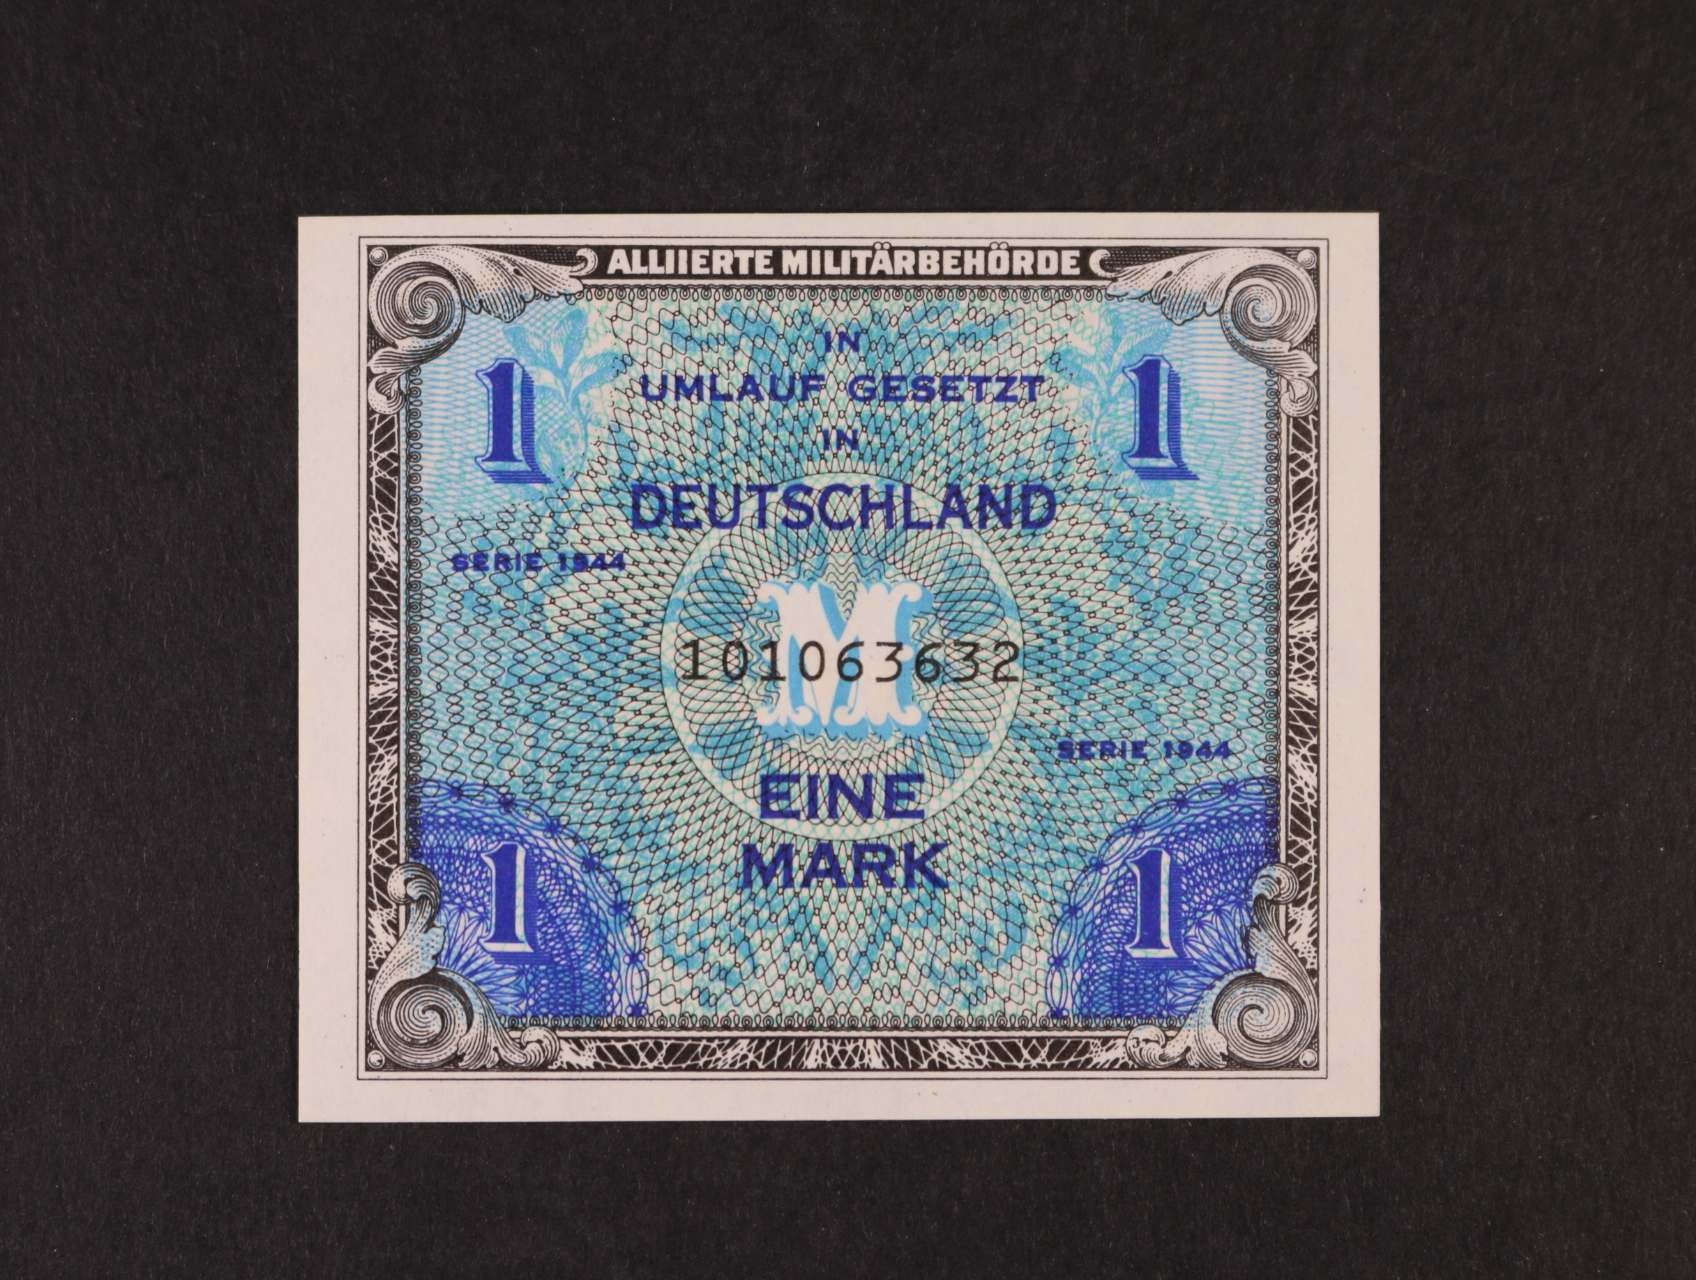 ALLIIERTE MILITÄRBEHÖRDE
IN
UMLAUF GESETZT
IN
DEUTSCHLAND
1
1
SERIE 1944
M
101063632
SERIE 1944
EINE
MARK
1
1